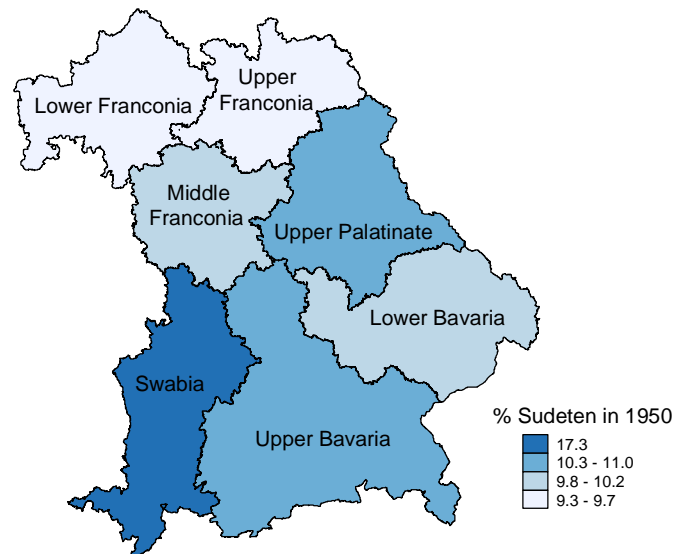 Upper
Franconia
Lower Franconia
Middle
Franconia
Upper Palatinate
Lower Bavaria
Swabia
Upper Bavaria
% Sudeten in 1950
17.3
10.3 - 11.0
9.8 - 10.2
9.3 - 9.7